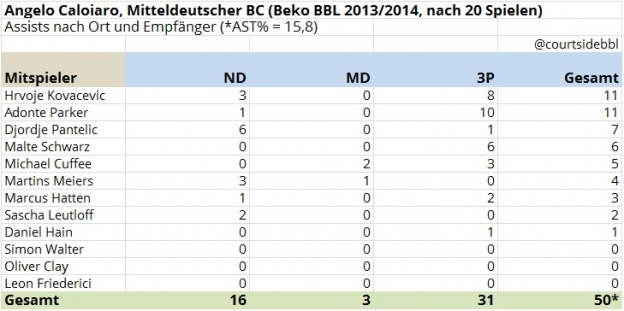 Angelo Caloiaro, Mitteldeutscher BC (Beko BBL 2013/2014, nach 20 Spielen)
Assists nach Ort und Empfänger (*AST% = 15,8)
@courtsidebbl
Mitspieler ND MD 3P Gesamt
Hrvoje Kovacevic 3 0 8 11
Adonte Parker 1 0 10 11
Djordje Pantelic 6 0 1 7
Malte Schwarz 0 0 6 6
Michael Cuffee 0 2 3 5
Martins Meiers 3 1 0 4
Marcus Hatten 1 0 2 3
Sascha Leutloff 2 0 0 2
Daniel Hain 0 0 1 1
Simon Walter 0 0 0 0
Oliver Clay 0 0 0 0
Leon Friederici 0 0 0 0
Gesamt 16 3 31 50*